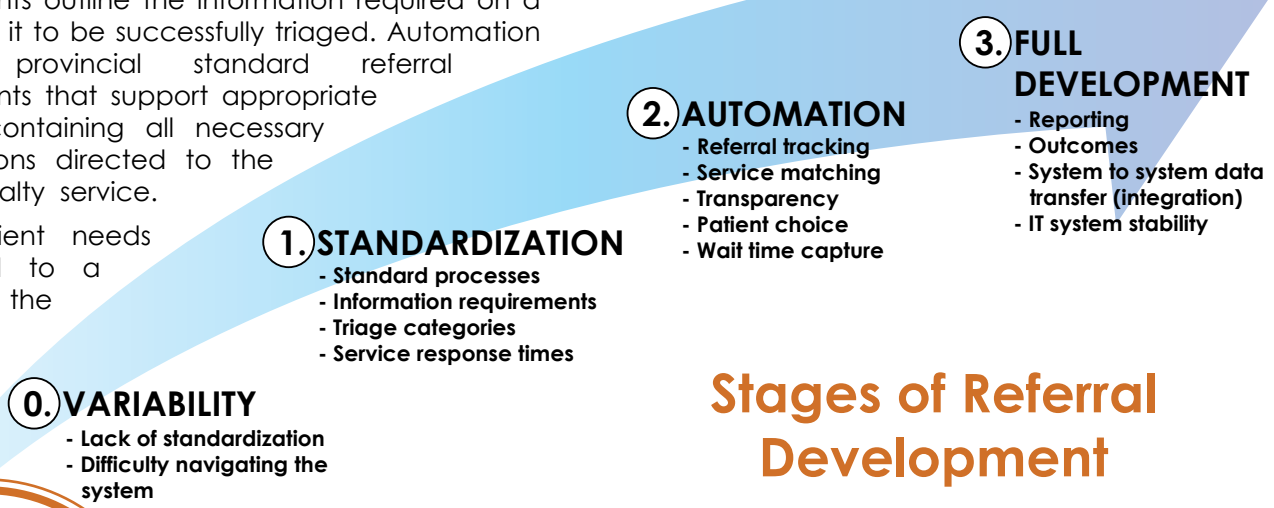 nts outline the information required on a
it to be successfully triaged. Automation
provincial standard referral
nts that support appropriate
containing all necessary
ons directed to the
alty service.
ient needs
to a
the
0. VARIABILITY
- Lack of standardization
- Difficulty navigating the
system
1. STANDARDIZATION
- Standard processes
- Information requirements
- Triage categories
- Service response times
2. AUTOMATION
- Referral tracking
- Service matching
- Transparency
- Patient choice
- Wait time capture
3. FULL
DEVELOPMENT
- Reporting
- Outcomes
- System to system data
transfer (integration)
- IT system stability
Stages of Referral
Development